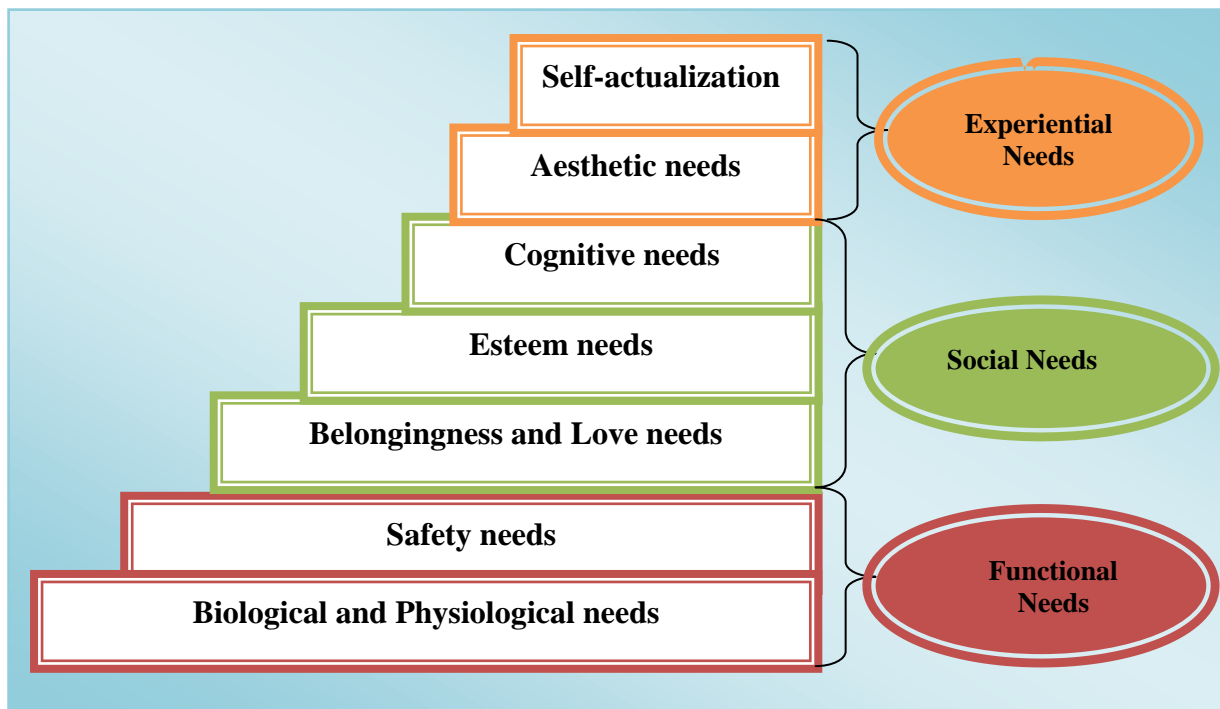 Self-actualization
Aesthetic needs
Cognitive needs
Esteem needs
Belongingness and Love needs
Safety needs
Biological and Physiological needs
Experiential
Needs
Social Needs
Functional
Needs